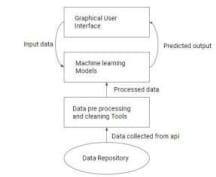 Graphical User
Interface
Input data
Predicted output
Machine learning
Models
Processed data
Data pre processing
and cleaning Tools
Data collected from api
Data Repository